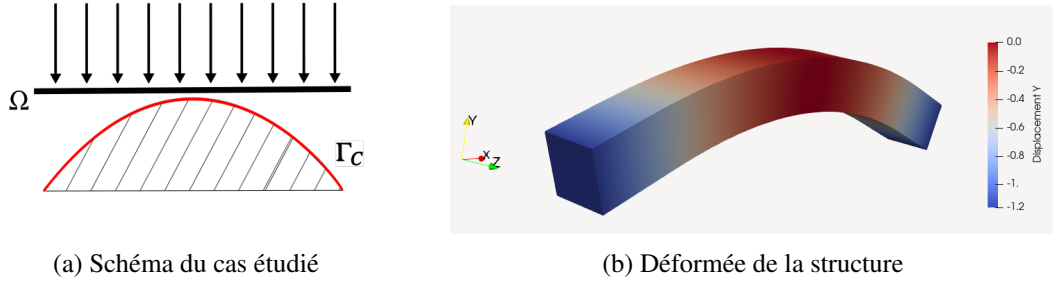 Ω
Γc
(a) Schéma du cas étudié
Y
X
Z
0.0
-0.2
-0.4
-0.6
-0.8
-1.
-1.2
Displacement Y
(b) Déformée de la structure